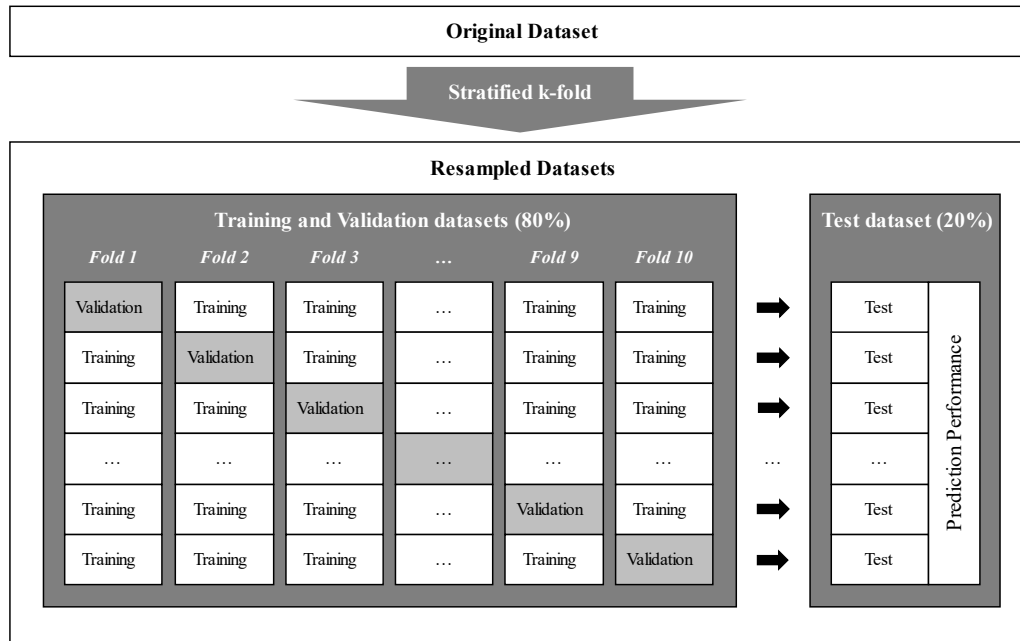 Original Dataset
Stratified k-fold
Resampled Datasets
Training and Validation datasets (80%)
Test dataset (20%)
Fold 1 Fold 2 Fold 3 … Fold 9 Fold 10
Validation Training Training … Training Training Test
Training Validation Training … Training Training Test
Training Training Validation … Training Training Test
… … … … … … … …
Training Training Training … Validation Training Test
Training Training Training … Training Validation Test
Prediction Performance